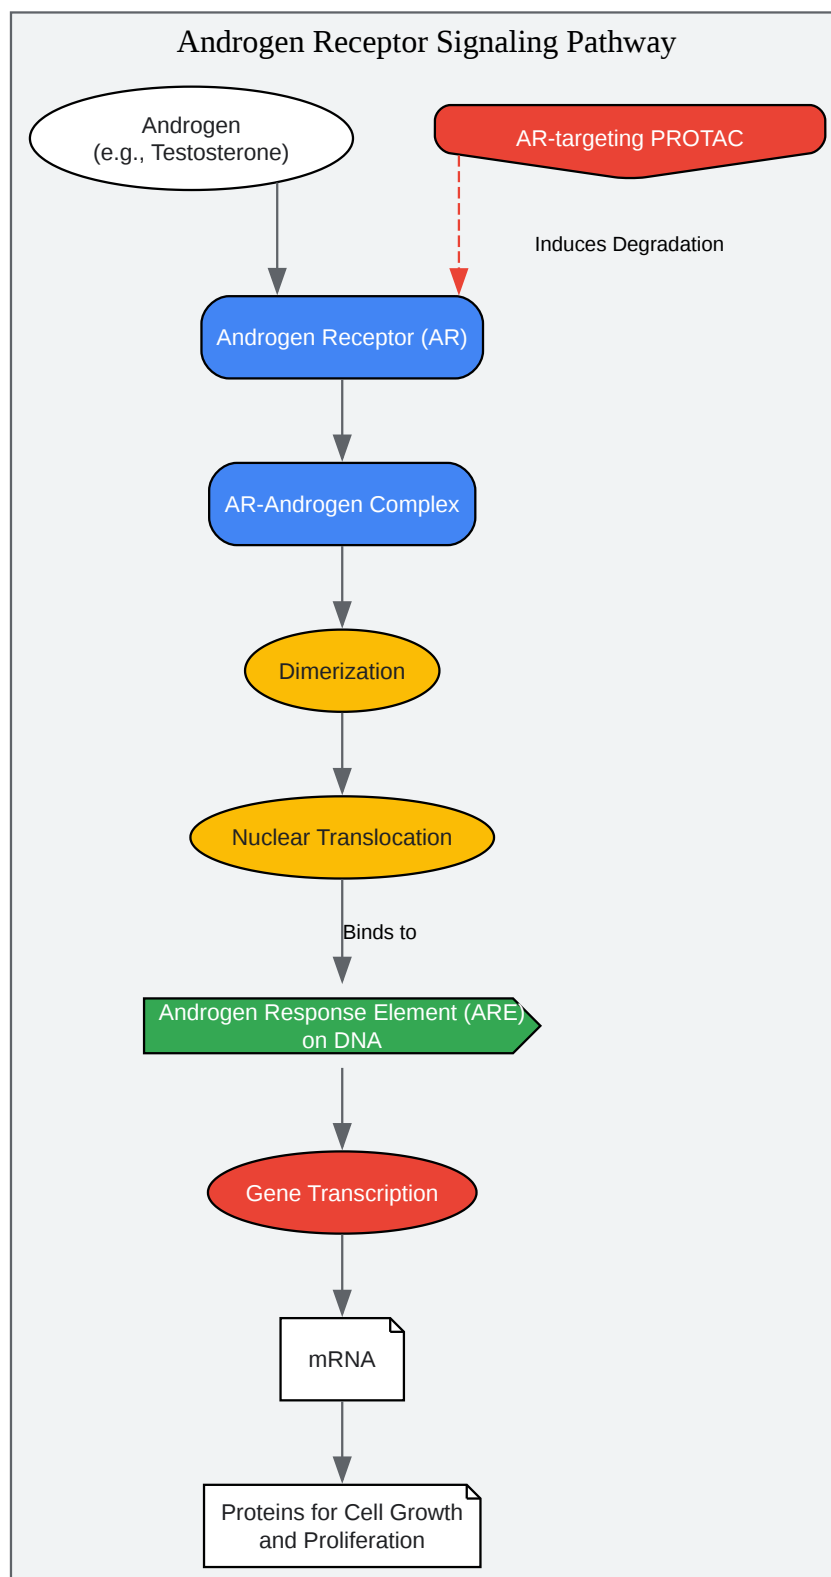 Androgen Receptor Signaling Pathway
Androgen
(e.g., Testosterone)
AR-targeting PROTAC
Induces Degradation
Androgen Receptor (AR)
AR-Androgen Complex
Dimerization
Nuclear Translocation
Binds to
Androgen Response Element (ARE)
on DNA
Gene Transcription
mRNA
Proteins for Cell Growth
and Proliferation